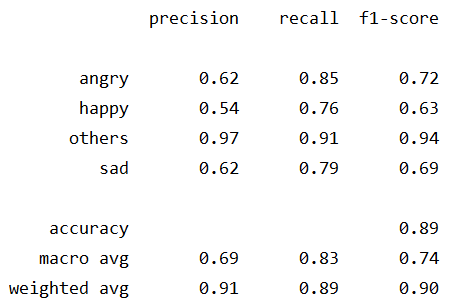 precision recall f1-score
angry 0.62 0.85 0.72
happy 0.54 0.76 0.63
others 0.97 0.91 0.94
sad 0.62 0.79 0.69
accuracy 0.89
macro avg 0.69 0.83 0.74
weighted avg 0.91 0.89 0.90